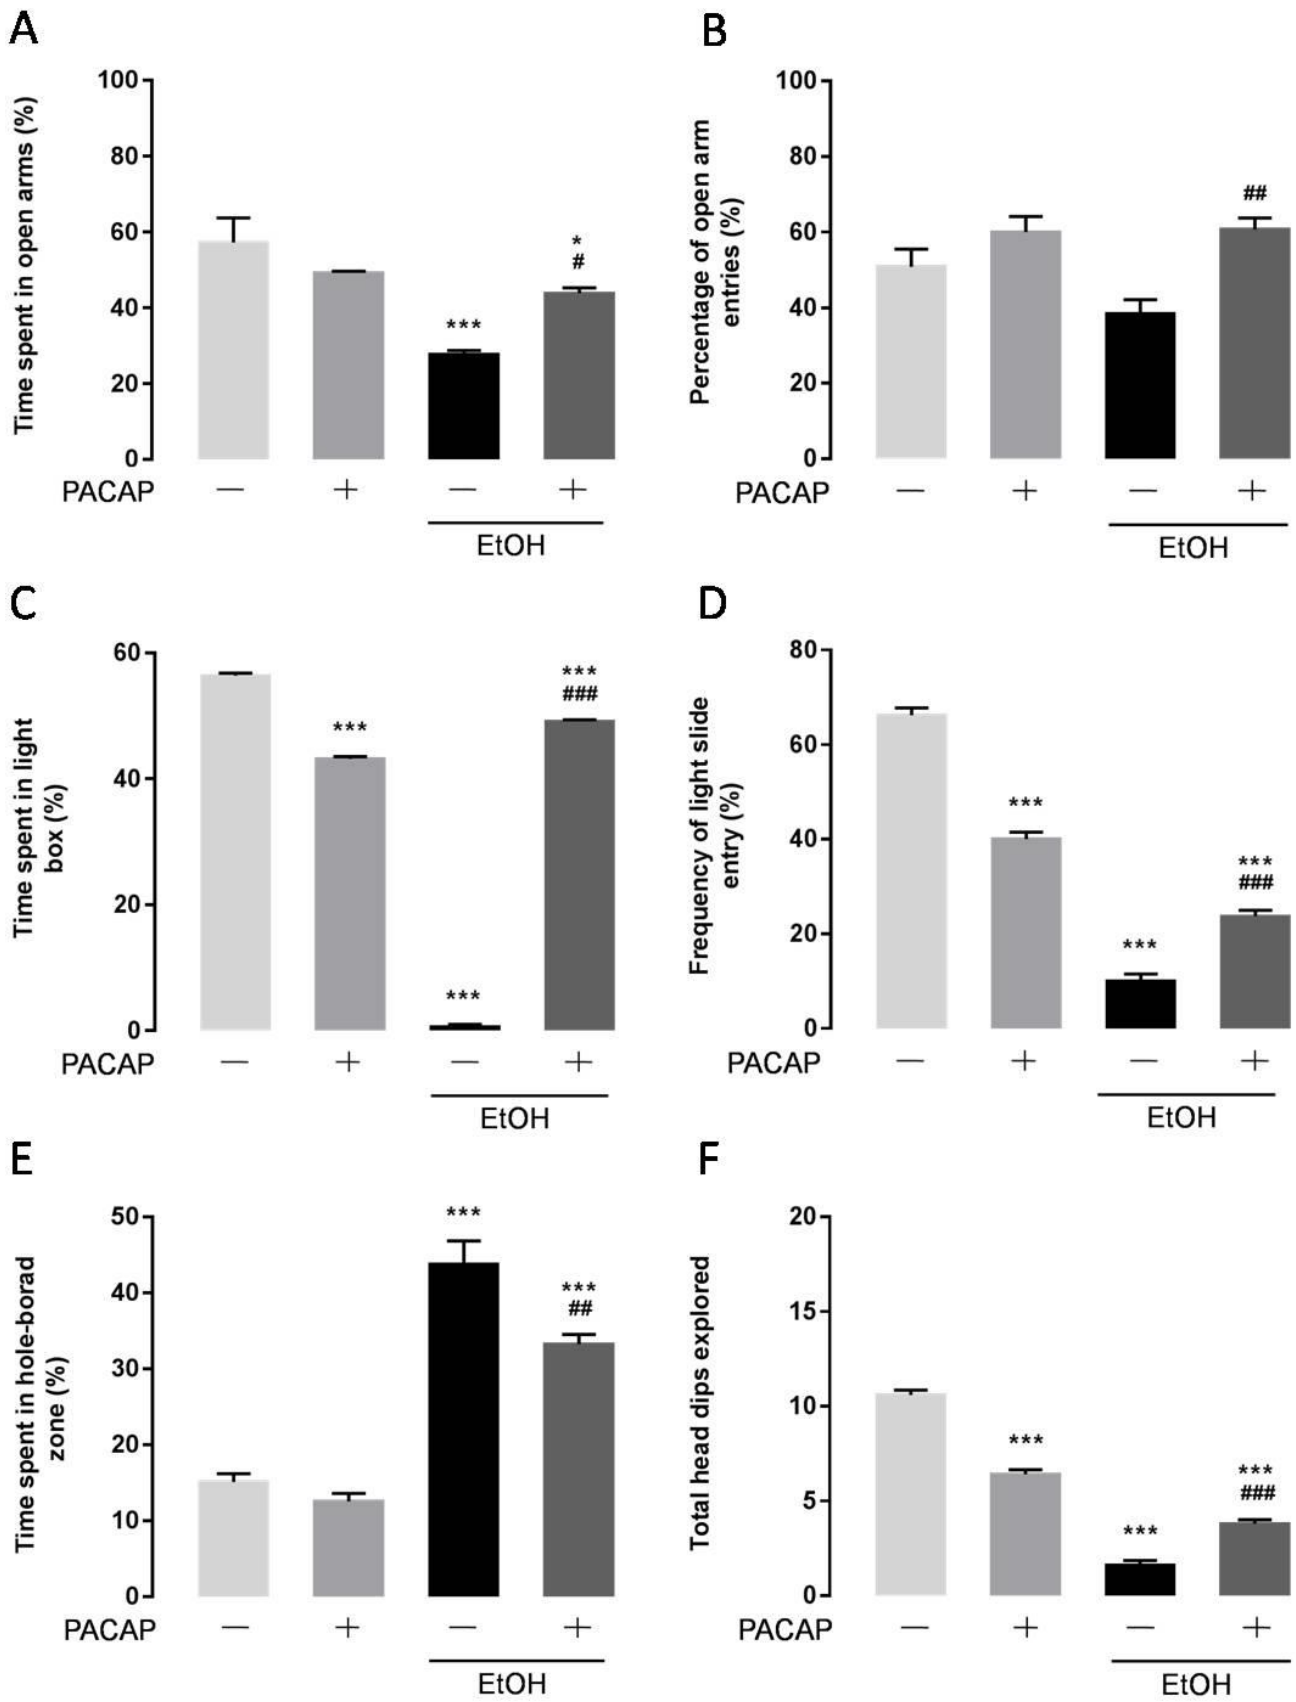 A
Time spent in open arms (%)
100
80
60
40
20
0
***
*
#
PACAP — + — +
EtOH
B
Percentage of open arm
entries (%)
100
80
60
40
20
0
##
PACAP — + — +
EtOH
C
Time spent in light
box (%)
60
40
20
0
***
***
***
###
PACAP — + — +
EtOH
D
Frequency of light slide
entry (%)
80
60
40
20
0
***
***
***
###
PACAP — + — +
EtOH
E
Time spent in hole-borad
zone (%)
50
40
30
20
10
0
***
***
##
PACAP — + — +
EtOH
F
Total head dips explored
20
15
10
5
0
***
***
***
###
PACAP — + — +
EtOH